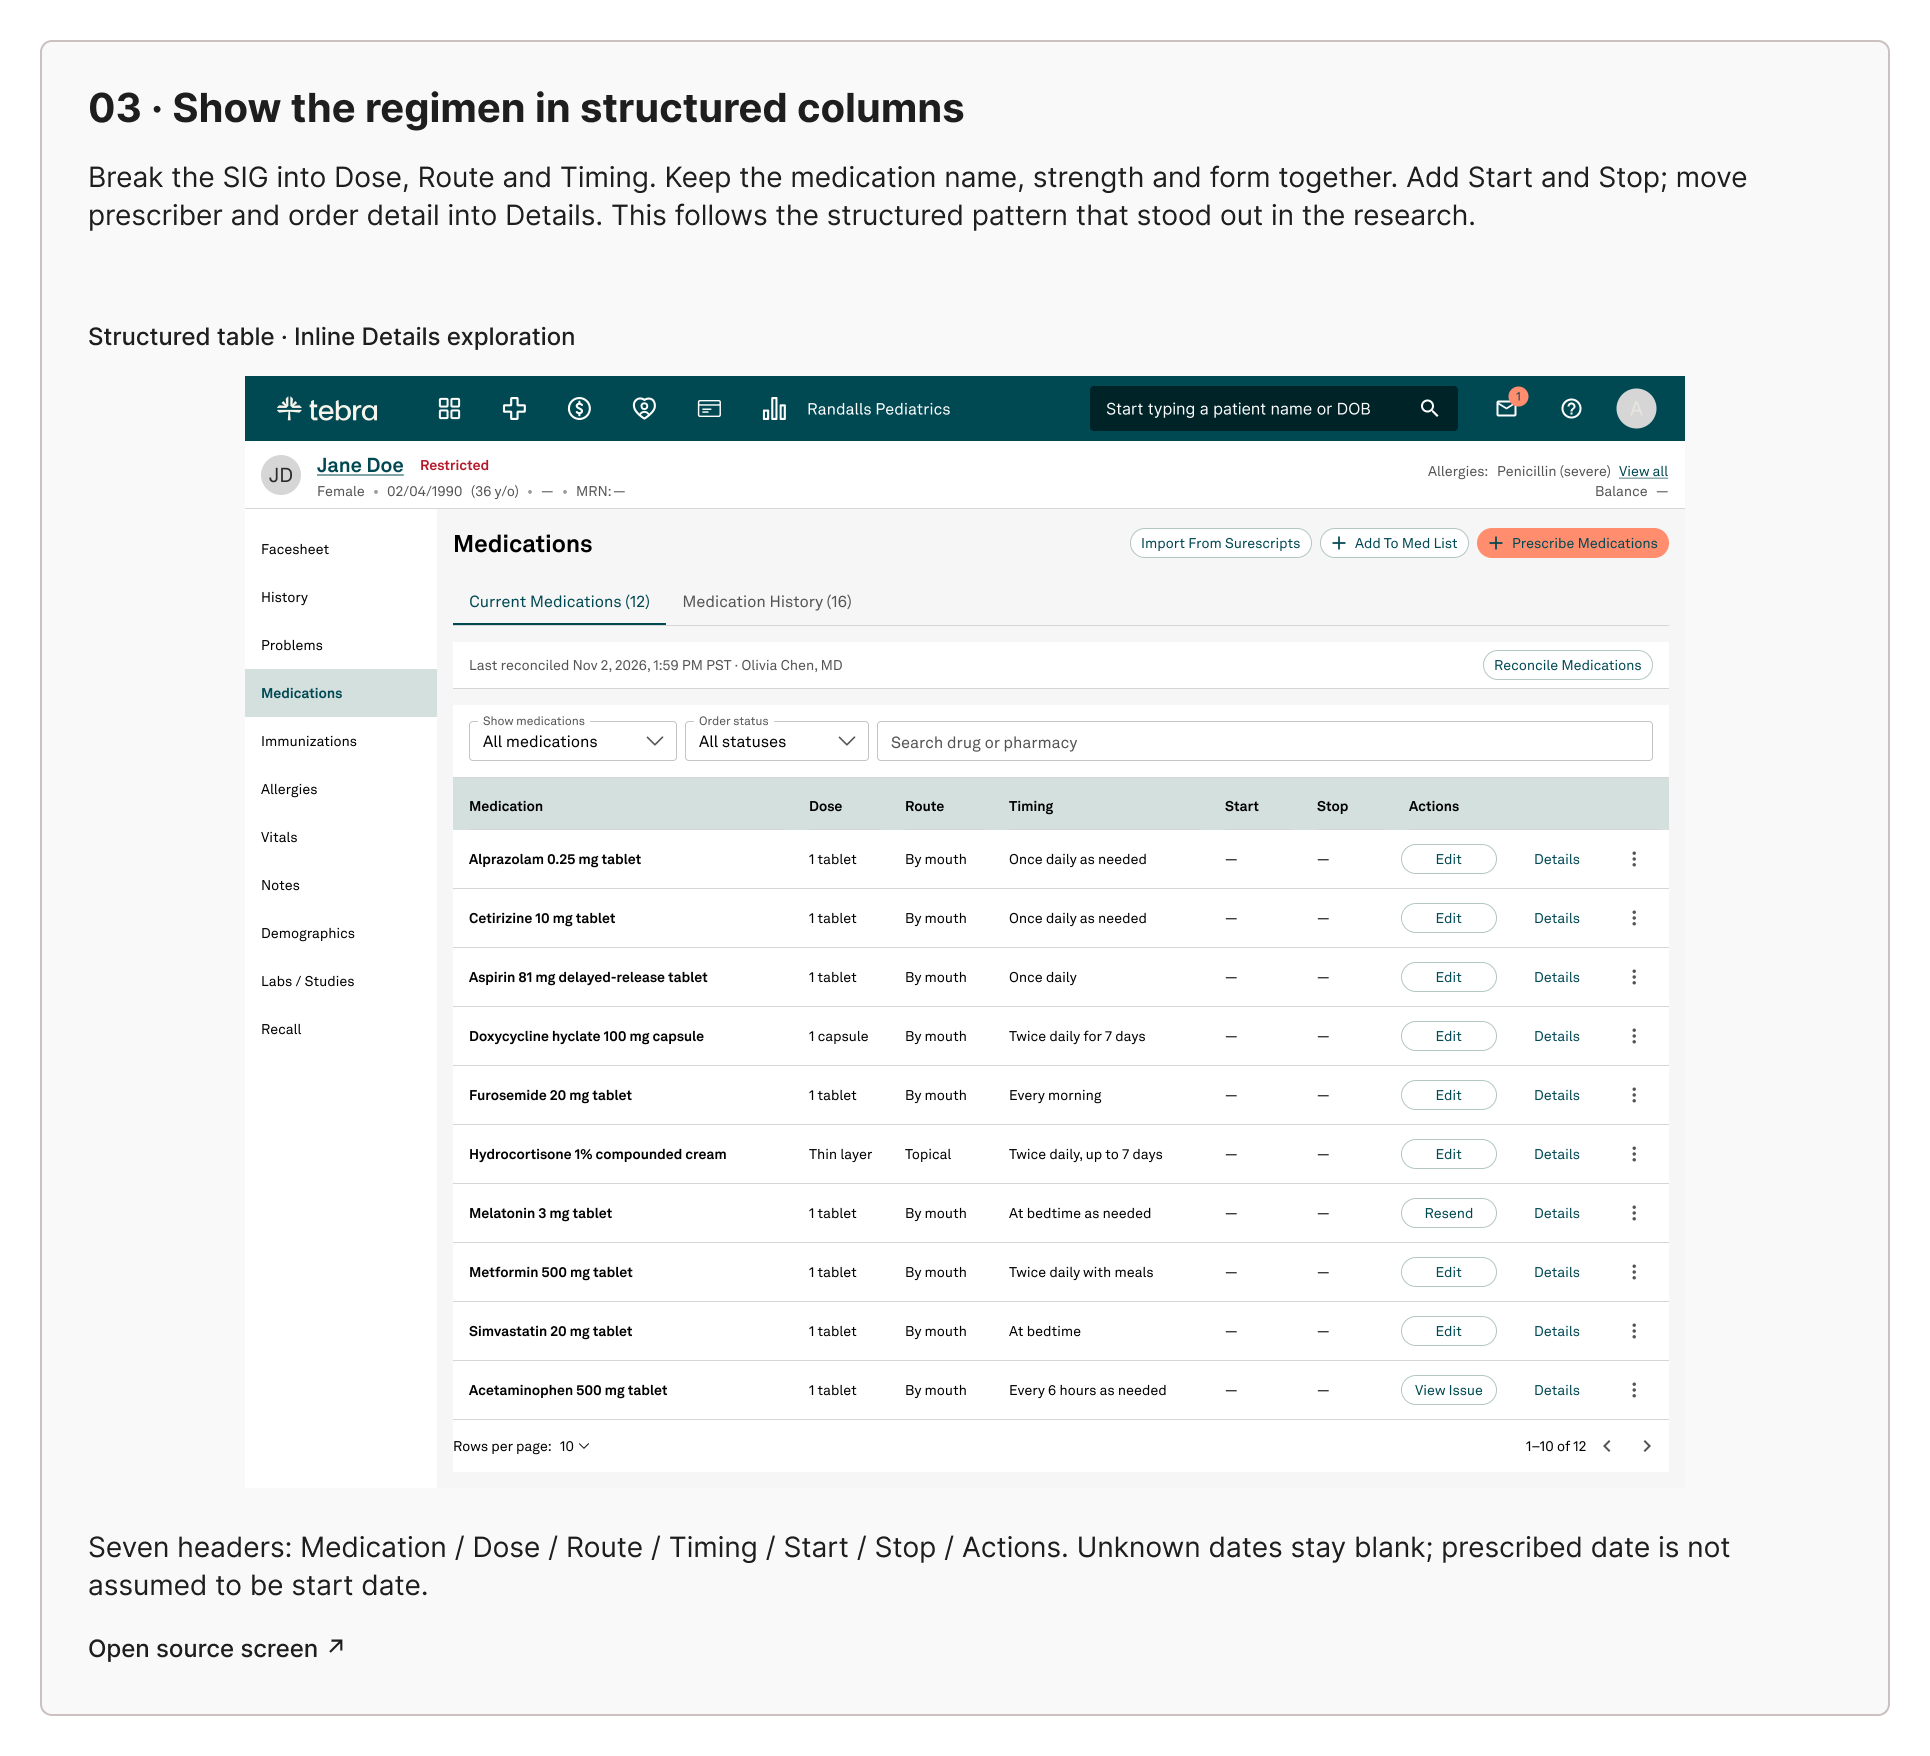 03 · Show the regimen in structured columns
Break the SIG into Dose, Route and Timing. Keep the medication name, strength and form together. Add Start and Stop; move
prescriber and order detail into Details. This follows the structured pattern that stood out in the research.
Structured table · Inline Details exploration
tebra Randalls Pediatrics Start typing a patient name or DOB 1 A
JD Jane Doe Restricted
Female • 02/04/1990 (36 y/o) • — • MRN: —
Allergies: Penicillin (severe) View all
Balance —
Facesheet
History
Problems
Medications
Immunizations
Allergies
Vitals
Notes
Demographics
Labs / Studies
Recall
Medications Import From Surescripts + Add To Med List + Prescribe Medications
Current Medications (12) Medication History (16)
Last reconciled Nov 2, 2026, 1:59 PM PST · Olivia Chen, MD Reconcile Medications
Show medications Order status
All medications All statuses Search drug or pharmacy
Medication Dose Route Timing Start Stop Actions
Alprazolam 0.25 mg tablet 1 tablet By mouth Once daily as needed — — Edit Details
Cetirizine 10 mg tablet 1 tablet By mouth Once daily as needed — — Edit Details
Aspirin 81 mg delayed-release tablet 1 tablet By mouth Once daily — — Edit Details
Doxycycline hyclate 100 mg capsule 1 capsule By mouth Twice daily for 7 days — — Edit Details
Furosemide 20 mg tablet 1 tablet By mouth Every morning — — Edit Details
Hydrocortisone 1% compounded cream Thin layer Topical Twice daily, up to 7 days — — Edit Details
Melatonin 3 mg tablet 1 tablet By mouth At bedtime as needed — — Resend Details
Metformin 500 mg tablet 1 tablet By mouth Twice daily with meals — — Edit Details
Simvastatin 20 mg tablet 1 tablet By mouth At bedtime — — Edit Details
Acetaminophen 500 mg tablet 1 tablet By mouth Every 6 hours as needed — — View Issue Details
Rows per page: 10 1–10 of 12
Seven headers: Medication / Dose / Route / Timing / Start / Stop / Actions. Unknown dates stay blank; prescribed date is not
assumed to be start date.
Open source screen ↗